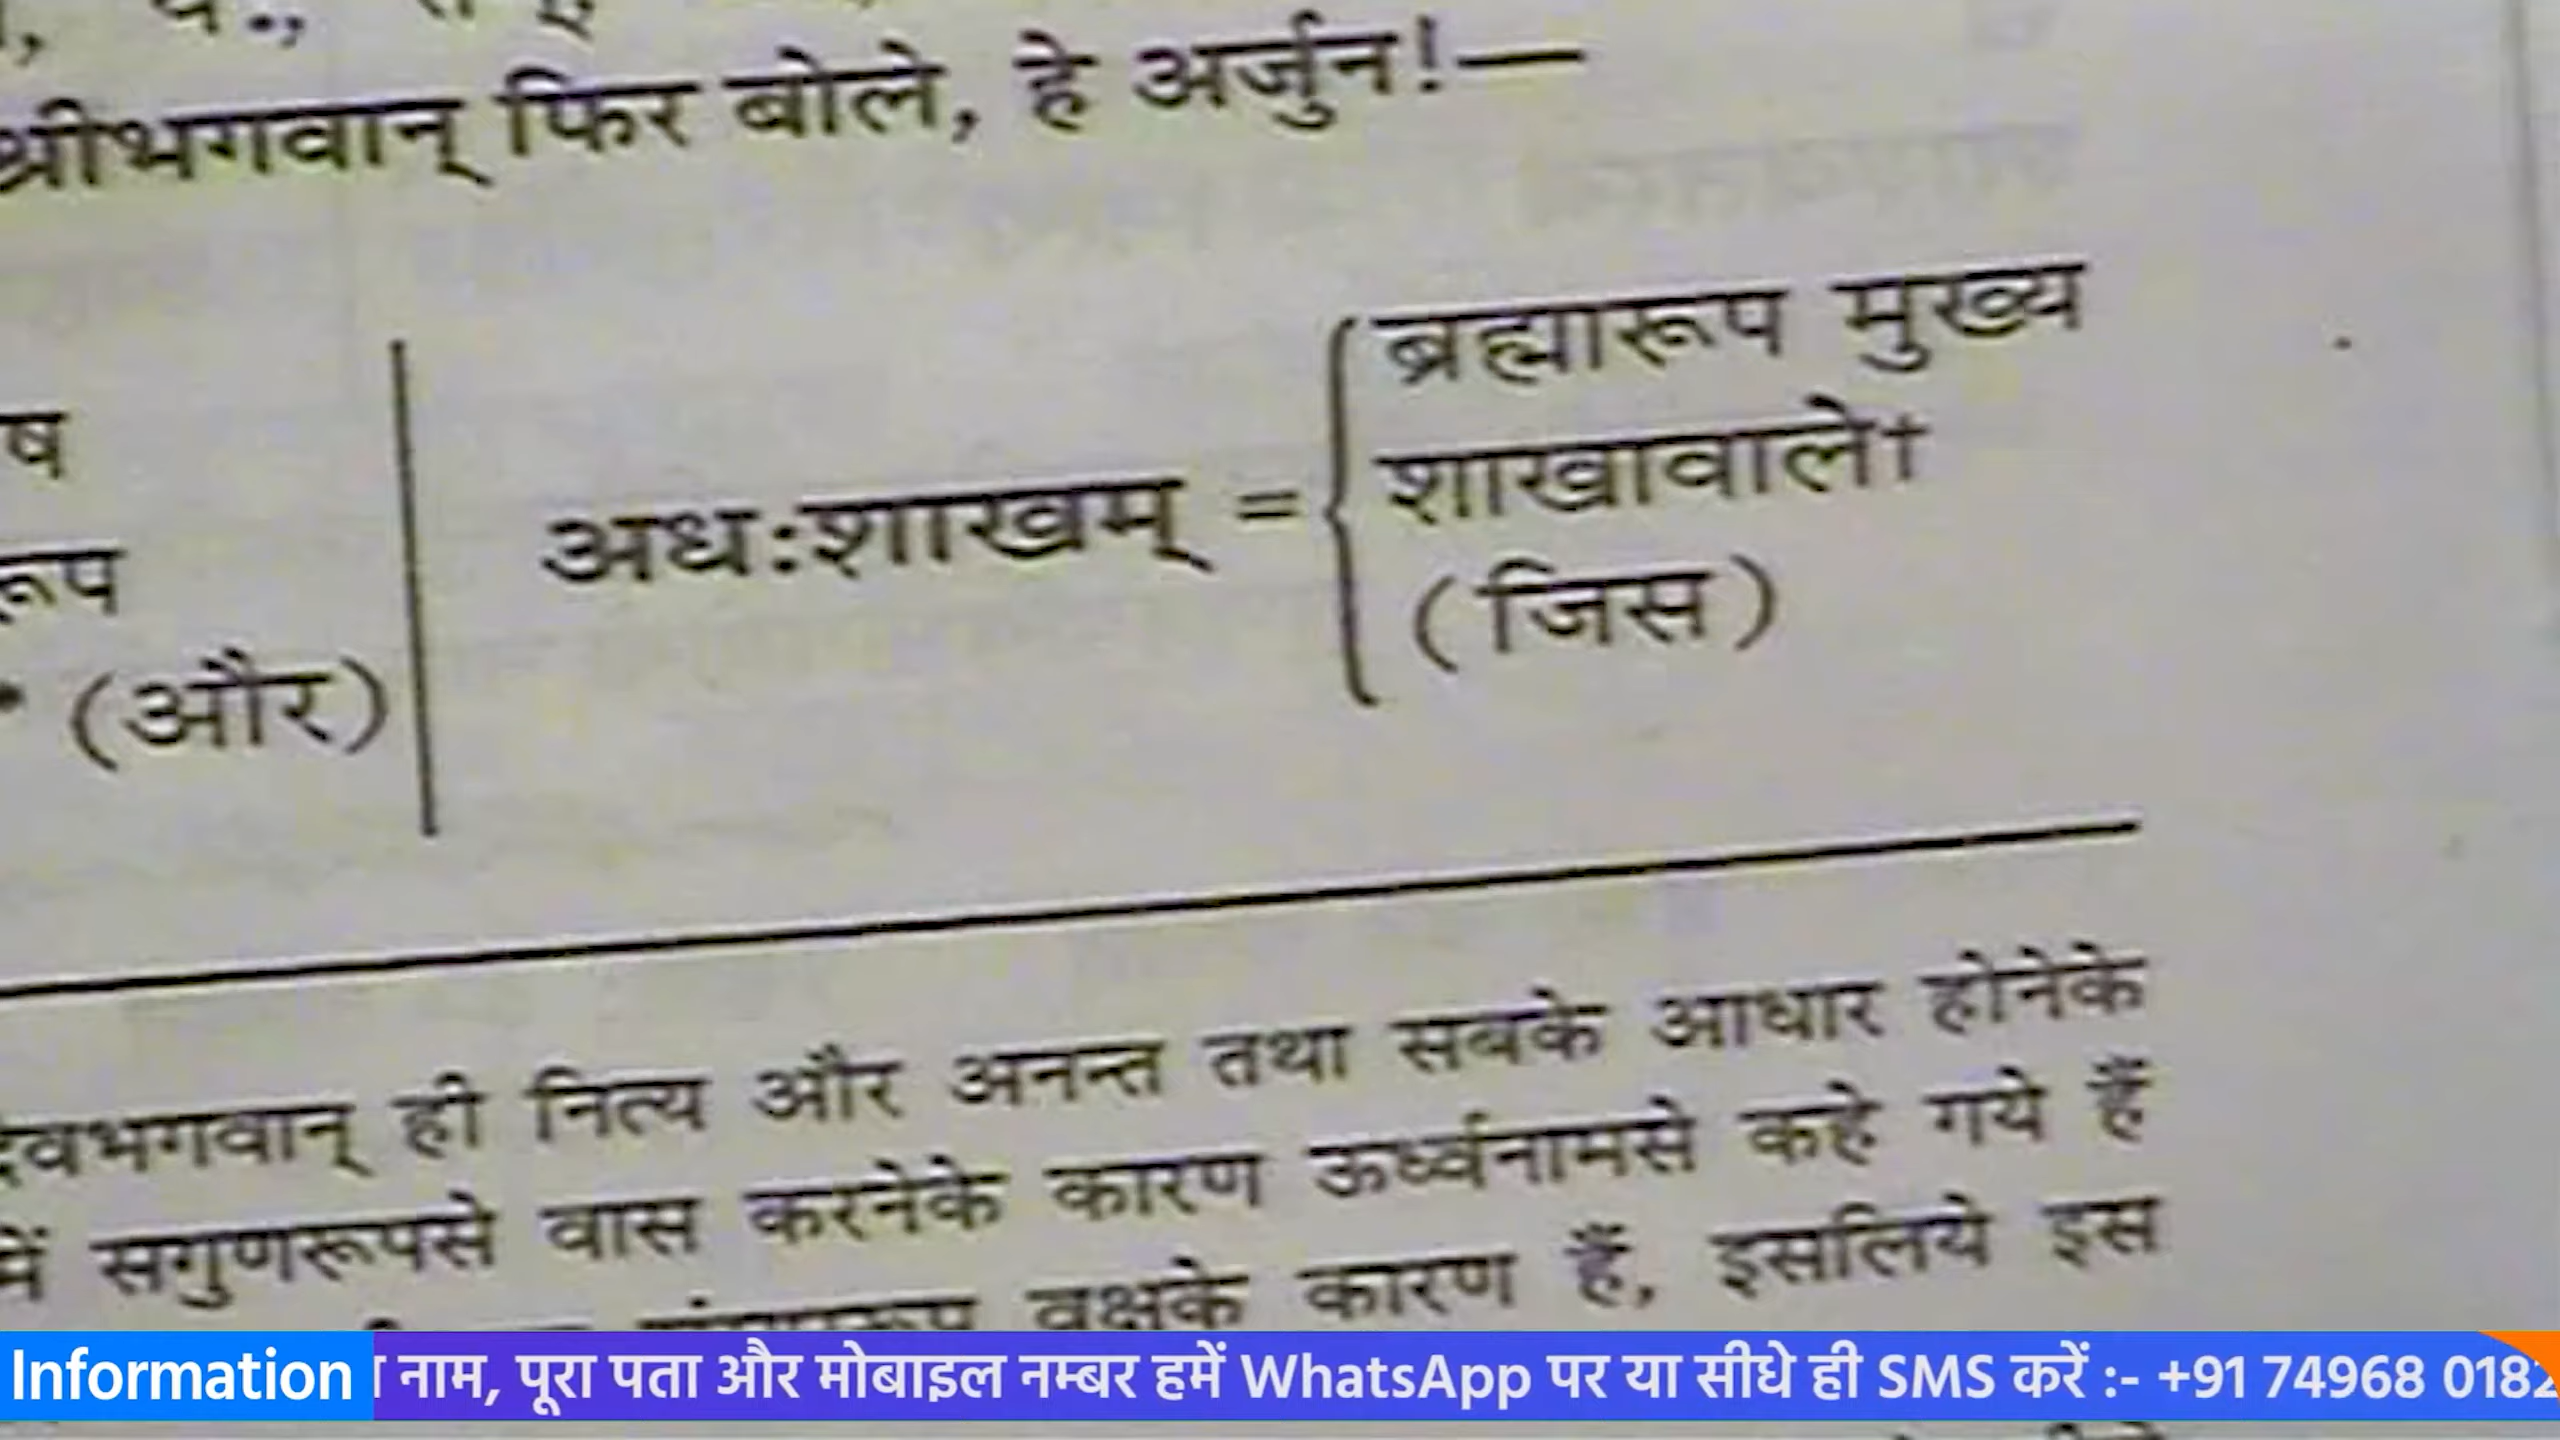 श्रीभगवान् फिर बोले, हे अर्जुन!—
ष
रूप
(और)
अधःशाखम् =
ब्रह्मारूप मुख्य
शाखावाले†
(जिस)
देवभगवान् ही नित्य और अनन्त तथा सबके आधार होनेके
में सगुणरूपसे वास करनेके कारण ऊर्ध्वनामसे कहे गये हैं
वृक्षके कारण हैं, इसलिये इस
Information
नाम, पूरा पता और मोबाइल नम्बर हमें WhatsApp पर या सीधे ही SMS करें :- +91 74968 0182